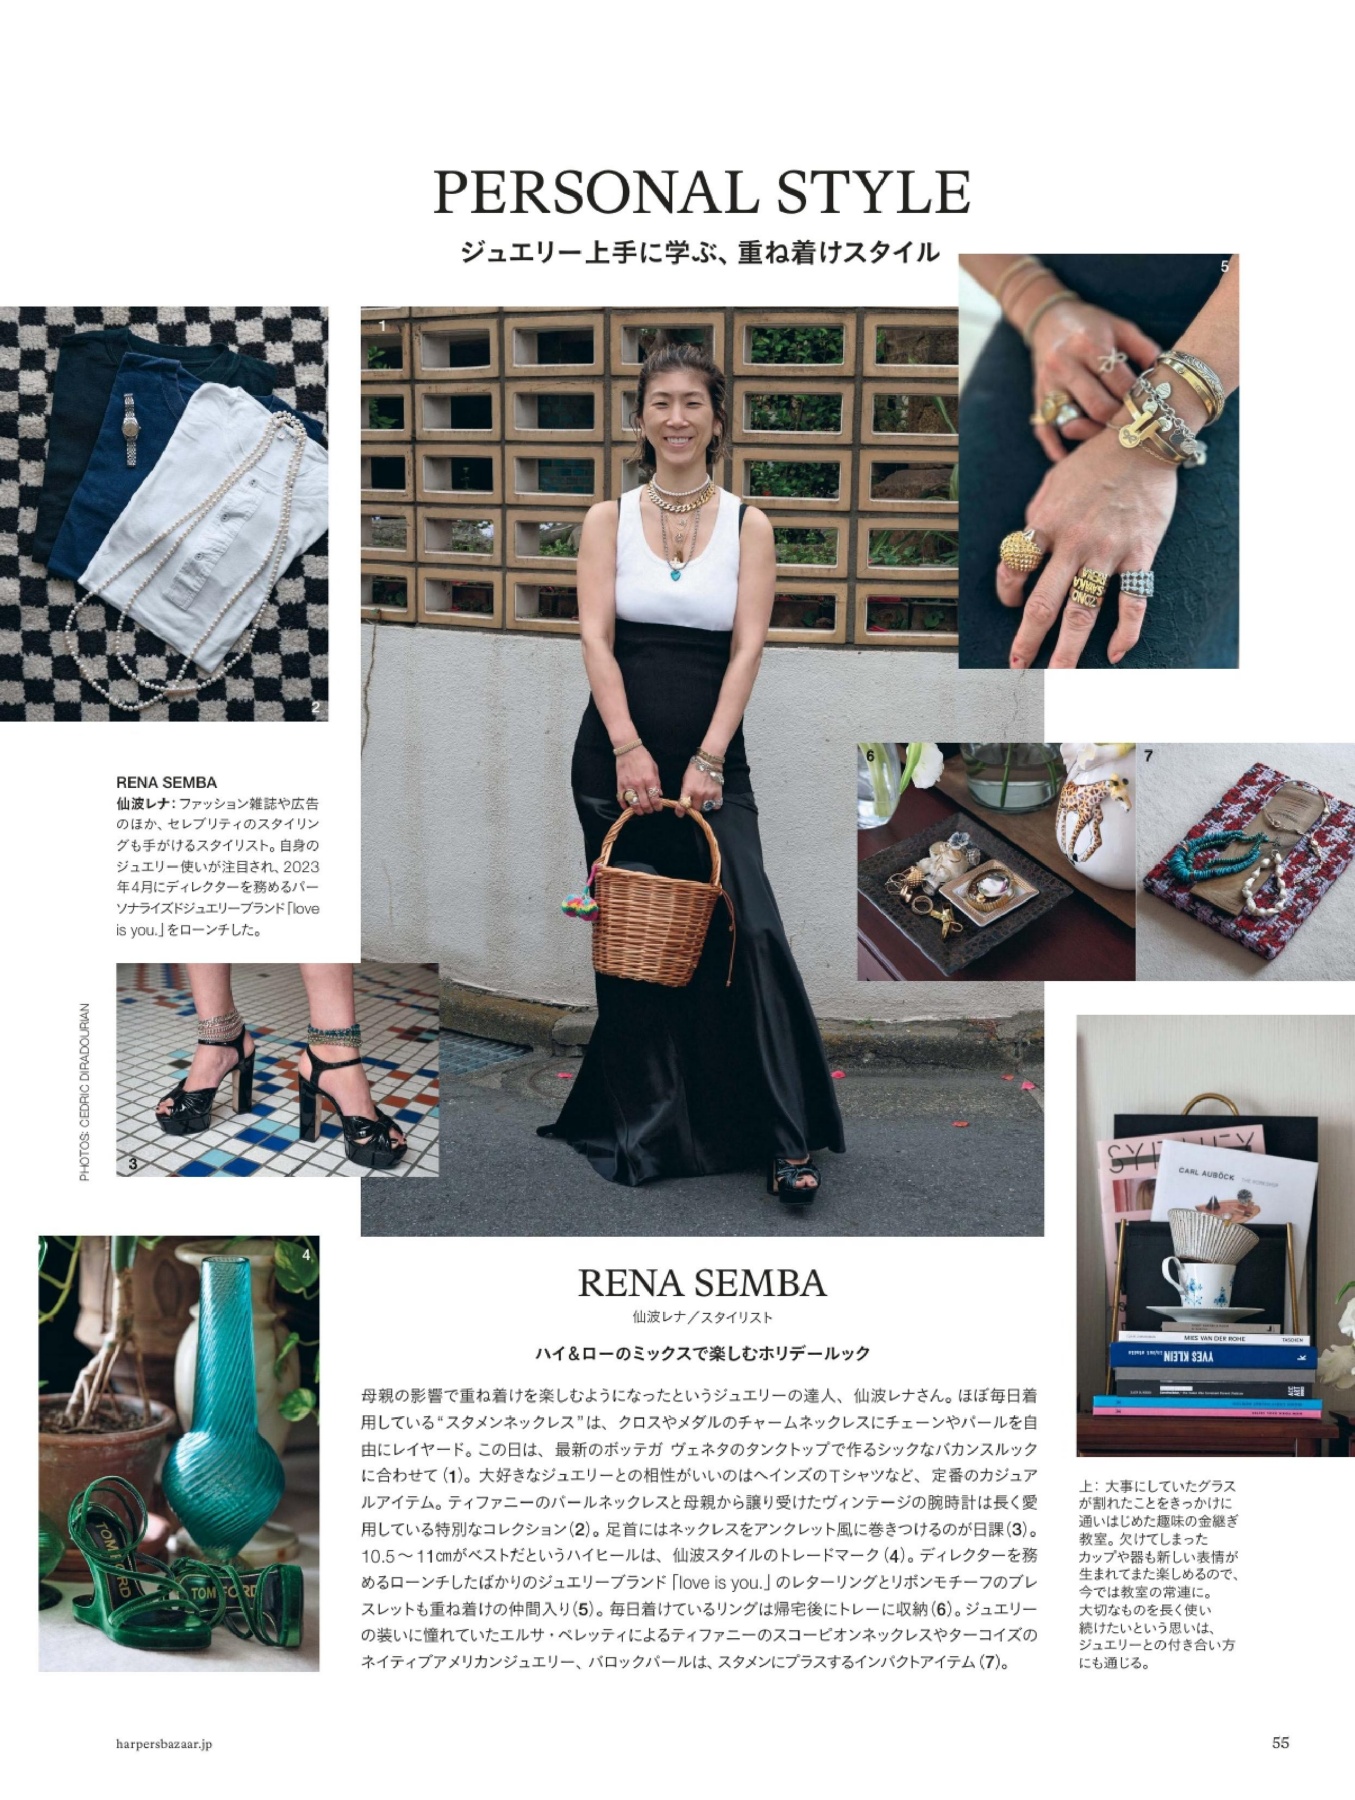 PERSONAL STYLE
ジュエリー上手に学ぶ、重ね着けスタイル
1
2
5
6
7
RENA SEMBA
仙波レナ：ファッション雑誌や広告
のほか、セレブリティのスタイリン
グも手がけるスタイリスト。自身の
ジュエリー使いが注目され、2023
年4月にディレクターを務めるパー
ソナライズドジュエリーブランド「love
is you.」をローンチした。
PHOTOS: CEDRIC DIRADOURIAN
3
4
TOM FORD
TOM FORD
RENA SEMBA
仙波レナ／スタイリスト
ハイ＆ローのミックスで楽しむホリデールック
母親の影響で重ね着けを楽しむようになったというジュエリーの達人、仙波レナさん。ほぼ毎日着
用している“スタメンネックレス”は、クロスやメダルのチャームネックレスにチェーンやパールを自
由にレイヤード。この日は、最新のボッテガ ヴェネタのタンクトップで作るシックなバカンスルック
に合わせて（1）。大好きなジュエリーとの相性がいいのはヘインズのTシャツなど、定番のカジュア
ルアイテム。ティファニーのパールネックレスと母親から譲り受けたヴィンテージの腕時計は長く愛
用している特別なコレクション（2）。足首にはネックレスをアンクレット風に巻きつけるのが日課（3）。
10.5～11㎝がベストだというハイヒールは、仙波スタイルのトレードマーク（4）。ディレクターを務
めるローンチしたばかりのジュエリーブランド「love is you.」のレターリングとリボンモチーフのブレ
スレットも重ね着けの仲間入り（5）。毎日着けているリングは帰宅後にトレーに収納（6）。ジュエリー
の装いに憧れていたエルサ・ペレッティによるティファニーのスコーピオンネックレスやターコイズの
ネイティブアメリカンジュエリー、バロックパールは、スタメンにプラスするインパクトアイテム（7）。
CARL AUBÖCK
MIES VAN DER ROHE
TASCHEN
YVES KLEIN
上：大事にしていたグラス
が割れたことをきっかけに
通いはじめた趣味の金継ぎ
教室。欠けてしまった
カップや器も新しい表情が
生まれてまた楽しめるので、
今では教室の常連に。
大切なものを長く使い
続けたいという思いは、
ジュエリーとの付き合い方
にも通じる。
harpersbazaar.jp
55